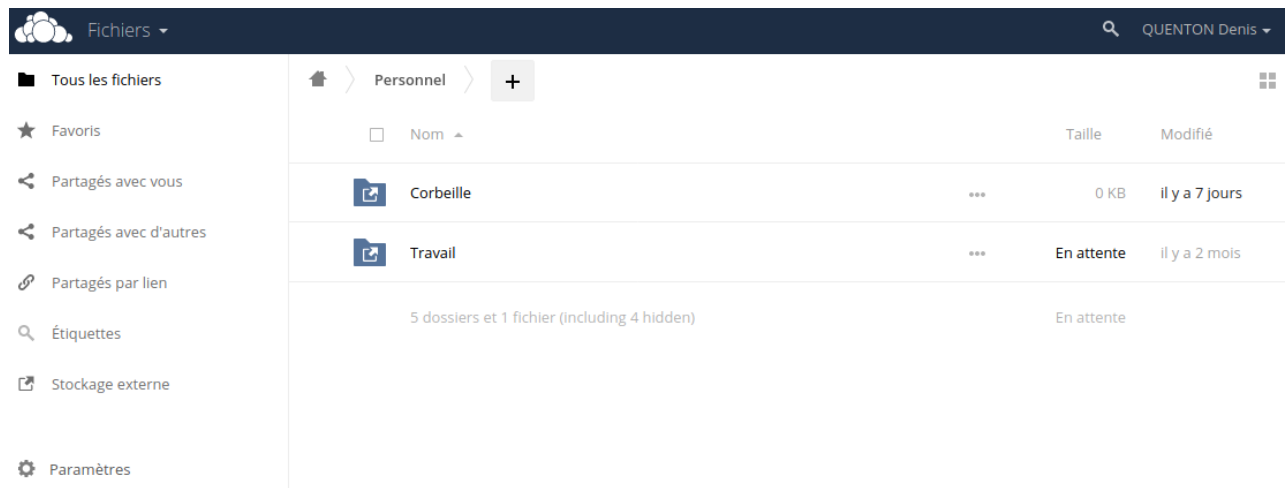 Fichiers QUENTON Denis
Tous les fichiers
Favoris
Partagés avec vous
Partagés avec d'autres
Partagés par lien
Étiquettes
Stockage externe
Paramètres
Personnel +
Nom Taille Modifié
Corbeille 0 KB il y a 7 jours
Travail En attente il y a 2 mois
5 dossiers et 1 fichier (including 4 hidden) En attente